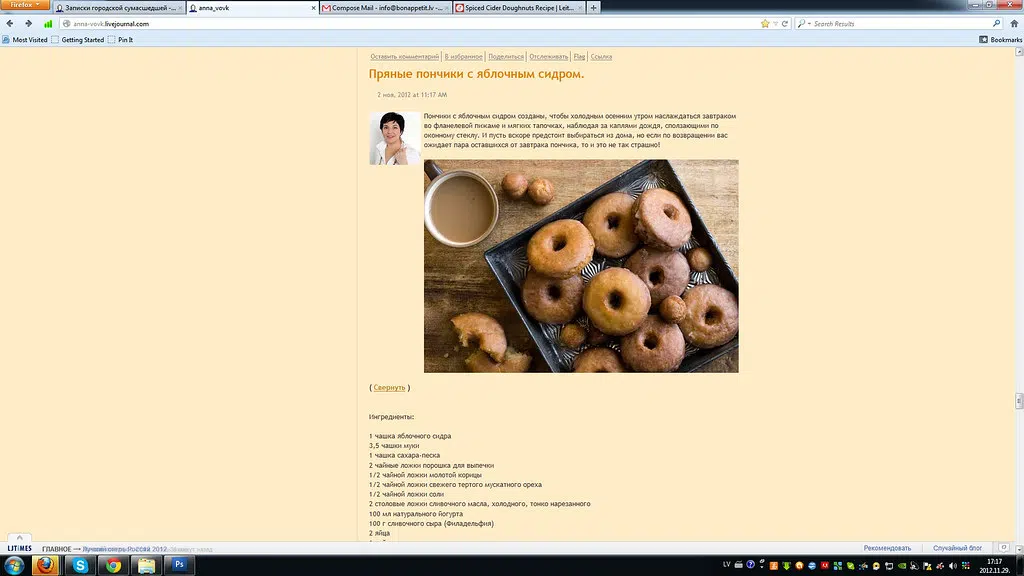 Firefox
Записки городской сумасшедшей -...
anna_vovk
Compose Mail - info@bonappetit.lv -...
Spiced Cider Doughnuts Recipe | Leit...
anna-vovk.livejournal.com
Search Results
Most Visited
Getting Started
Pin It
Bookmarks
Оставить комментарий
В избранное
Поделиться
Отслеживать
Flag
Ссылка
Пряные пончики с яблочным сидром.
2 ноя, 2012 at 11:17 AM
Пончики с яблочным сидром созданы, чтобы холодным осенним утром наслаждаться завтраком
во фланелевой пижаме и мягких тапочках, наблюдая за каплями дождя, сползающими по
оконному стеклу. И пусть вскоре предстоит выбираться из дома, но если по возвращении вас
ожидает пара оставшихся от завтрака пончика, то и это не так страшно!
( Свернуть )
Ингредиенты:
1 чашка яблочного сидра
3,5 чашки муки
1 чашка сахара-песка
2 чайные ложки порошка для выпечки
1/2 чайной ложки молотой корицы
1/2 чайной ложки свежего тертого мускатного ореха
1/2 чайной ложки соли
2 столовые ложки сливочного масла, холодного, тонко нарезанного
100 мл натурального йогурта
100 г сливочного сыра (Филадельфия)
2 яйца
LJTIMES
ГЛАВНОЕ →
Рекомендовать
Случайный блог
Ps
LV
17:17
2012.11.29.